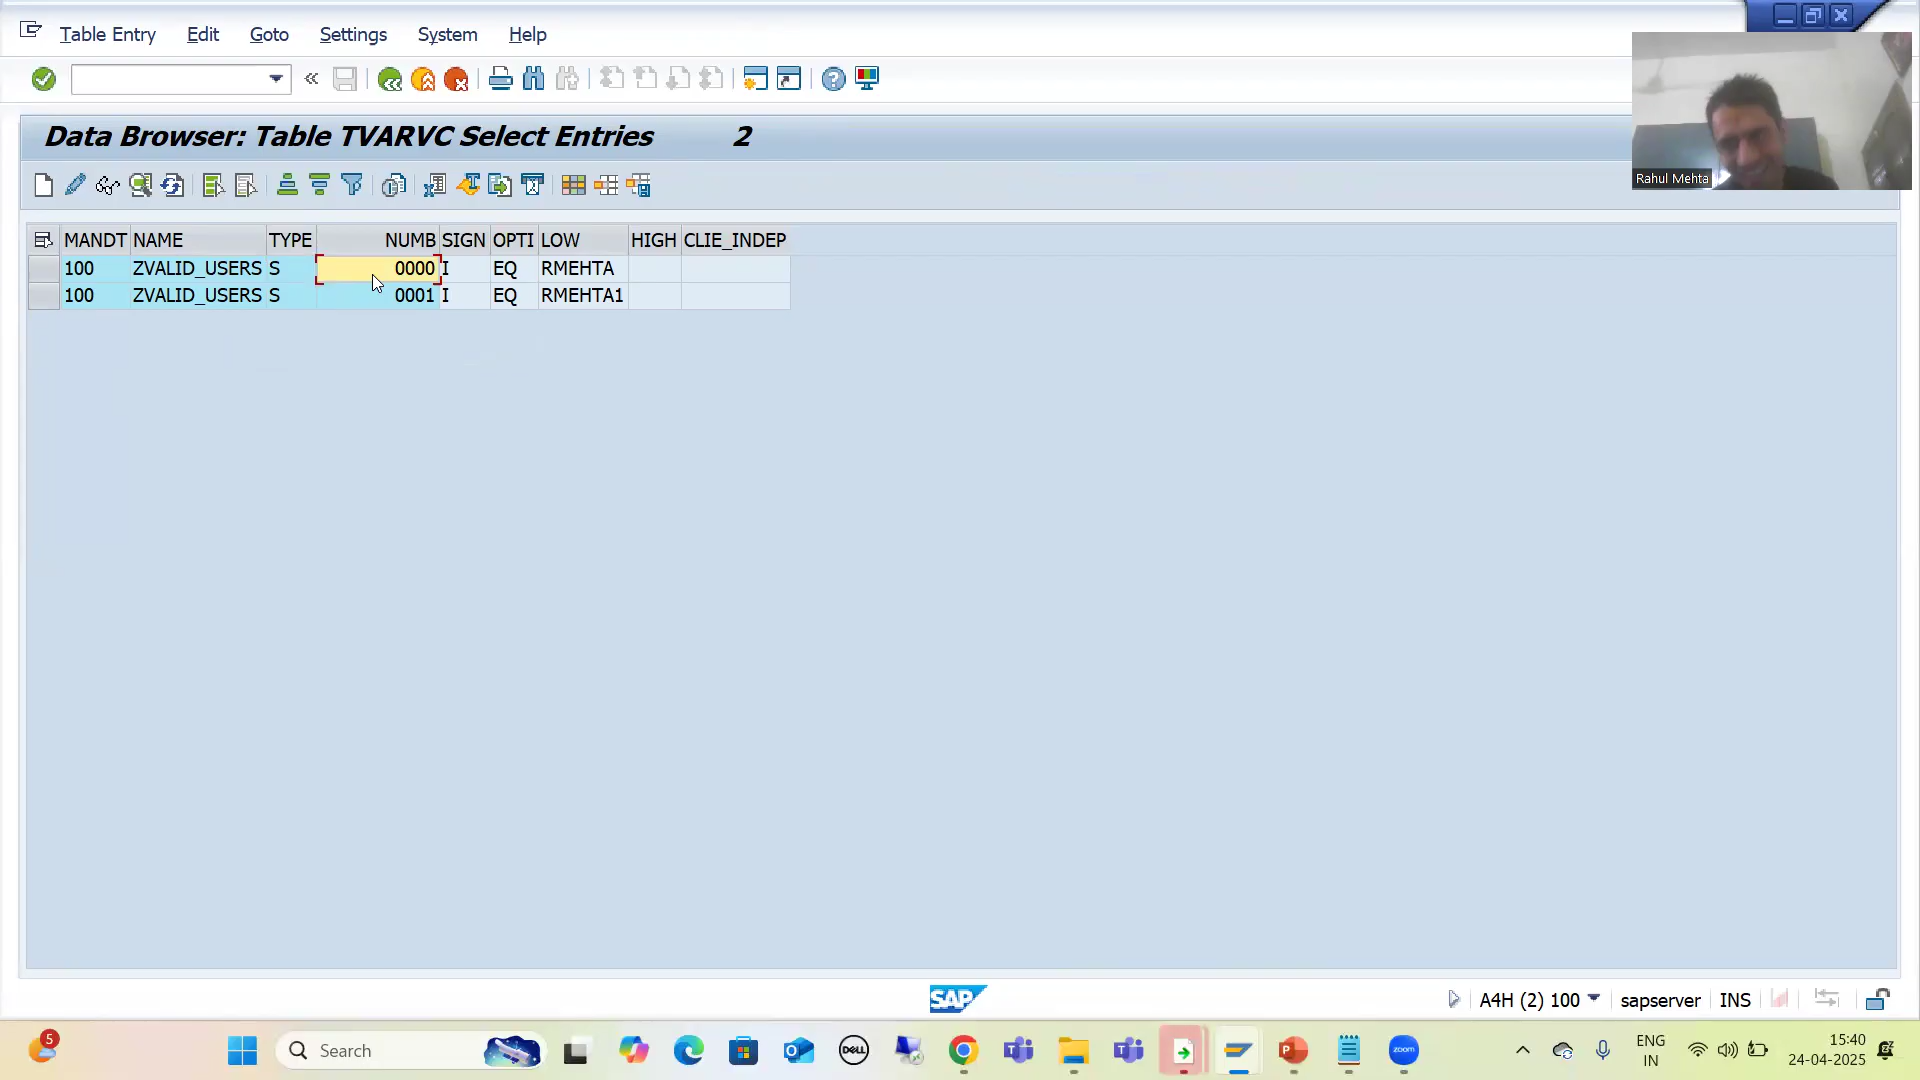 Table Entry Edit Goto Settings System Help
Data Browser: Table TVARVC Select Entries 2
Rahul Mehta
MANDT NAME TYPE NUMB SIGN OPTI LOW HIGH CLIE_INDEP
100 ZVALID_USERS S 0000 I EQ RMEHTA
100 ZVALID_USERS S 0001 I EQ RMEHTA1
SAP A4H (2) 100 sapserver INS
5 Search DELL zoom ENG 15:40
IN 24-04-2025